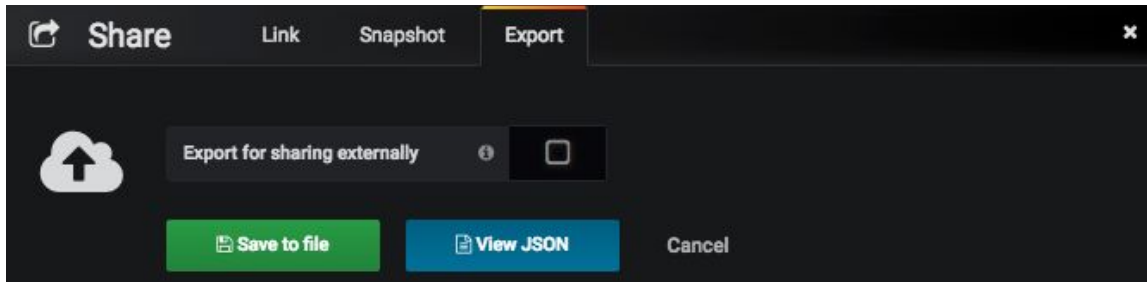 Share Link Snapshot Export
Export for sharing externally
Save to file View JSON Cancel